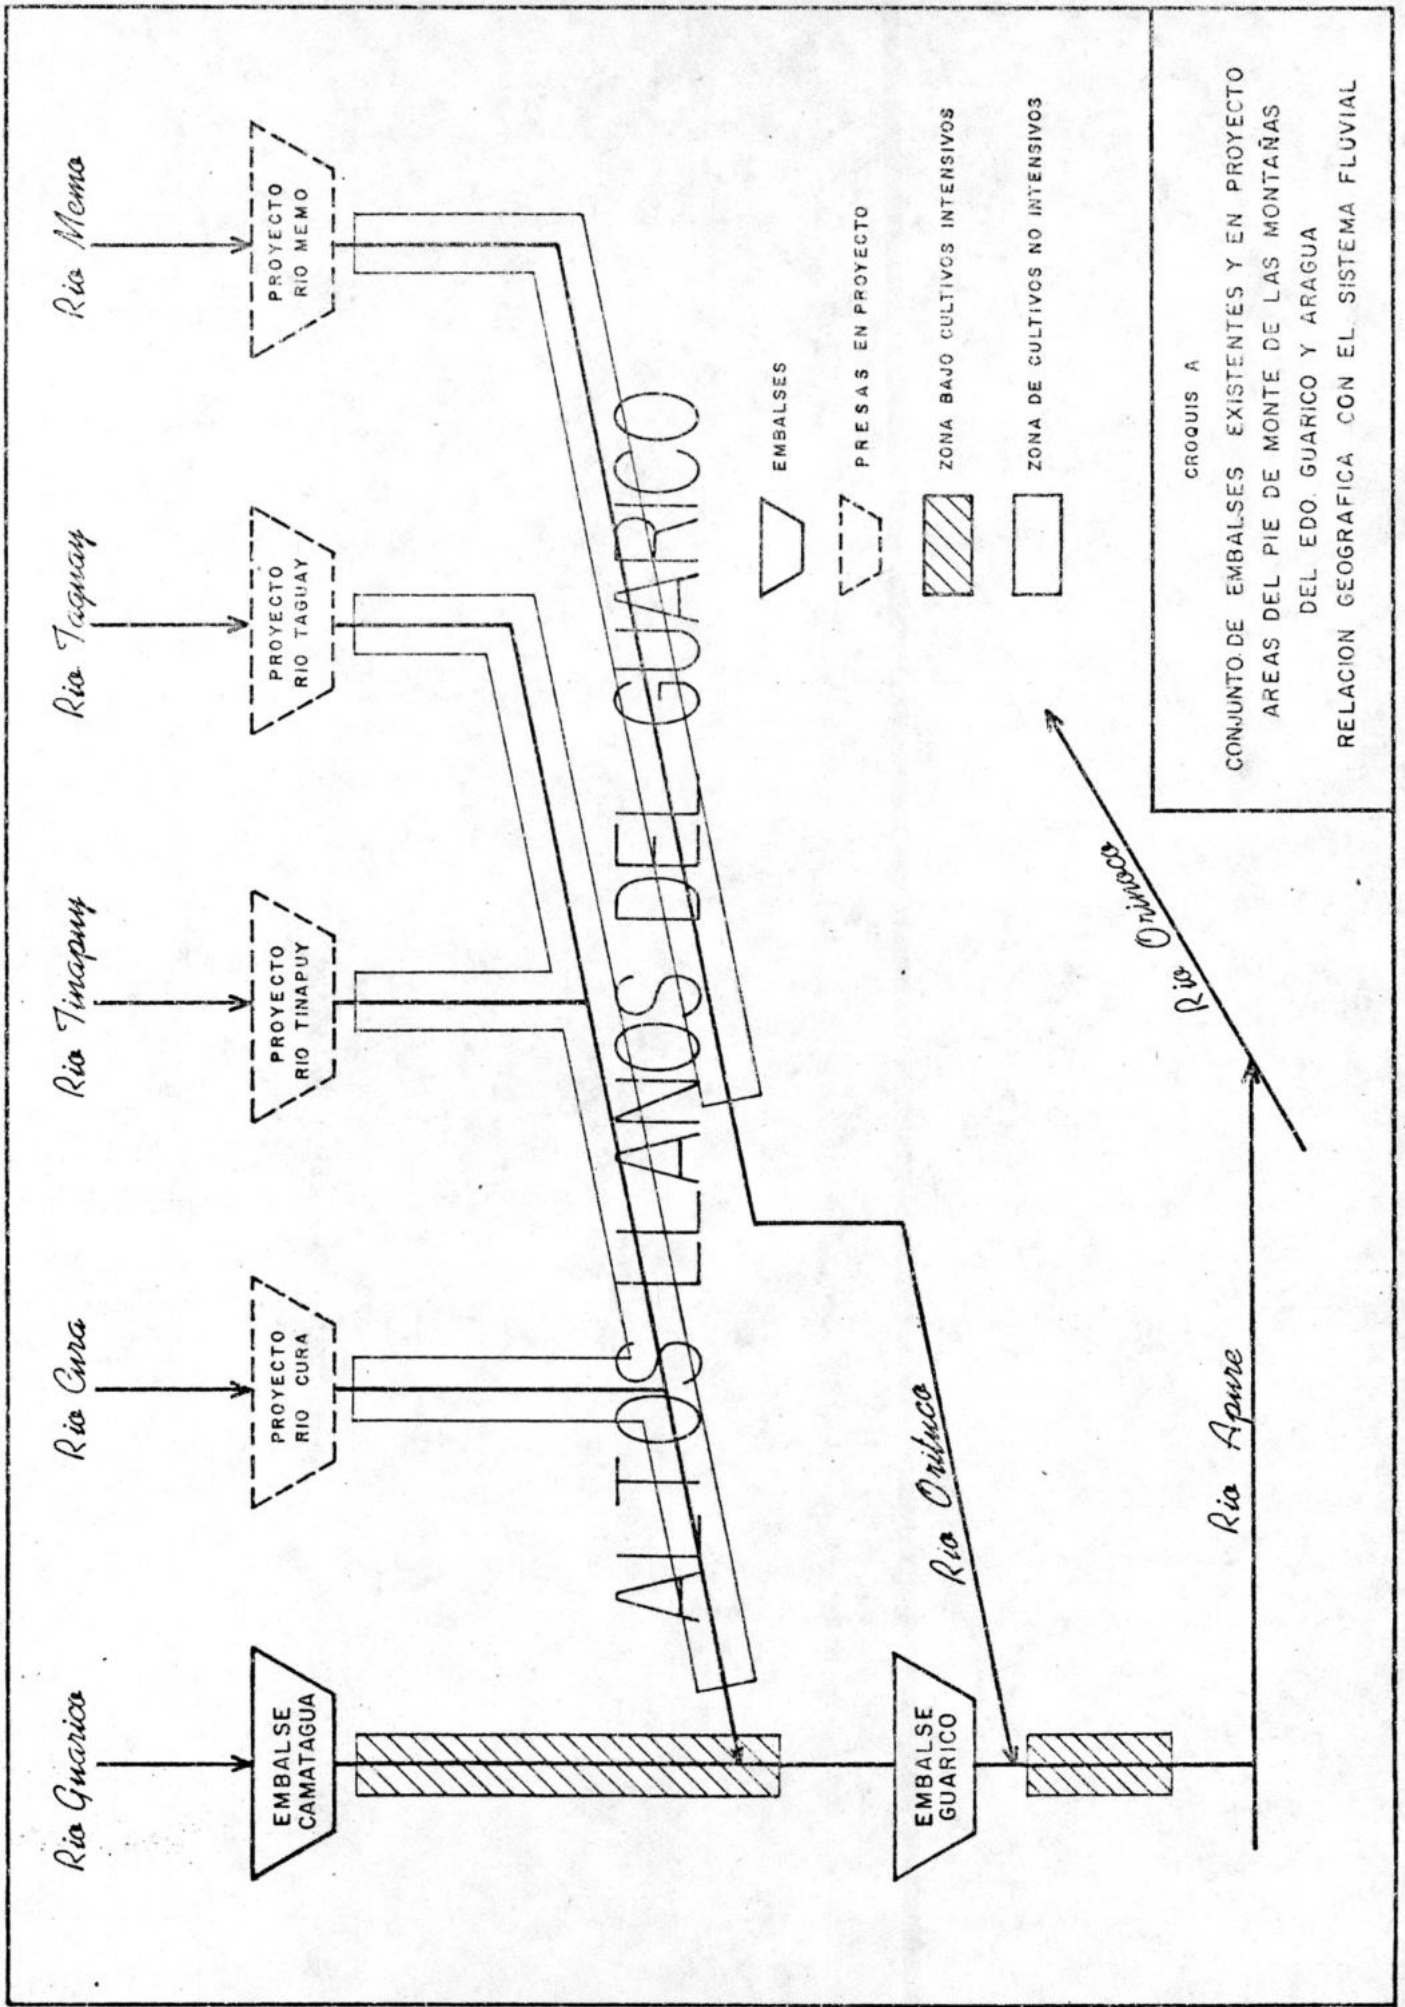 Rio Guarico
Rio Cura
Rio Tinapuy
Rio Taguay
Rio Memo
EMBALSE
CAMATAGUA
PROYECTO
RIO CURA
PROYECTO
RIO TINAPUY
PROYECTO
RIO TAGUAY
PROYECTO
RIO MEMO
ALTOS LLANOS DEL GUARICO
EMBALSE
GUARICO
Rio Orituco
Rio Apure
Rio Orinoco
EMBALSES
PRESAS EN PROYECTO
ZONA BAJO CULTIVOS INTENSIVOS
ZONA DE CULTIVOS NO INTENSIVOS
CROQUIS A
CONJUNTO.DE EMBALSES EXISTENTES Y EN PROYECTO
AREAS DEL PIE DE MONTE DE LAS MONTAÑAS
DEL EDO. GUARICO Y ARAGUA
RELACION GEOGRAFICA CON EL SISTEMA FLUVIAL